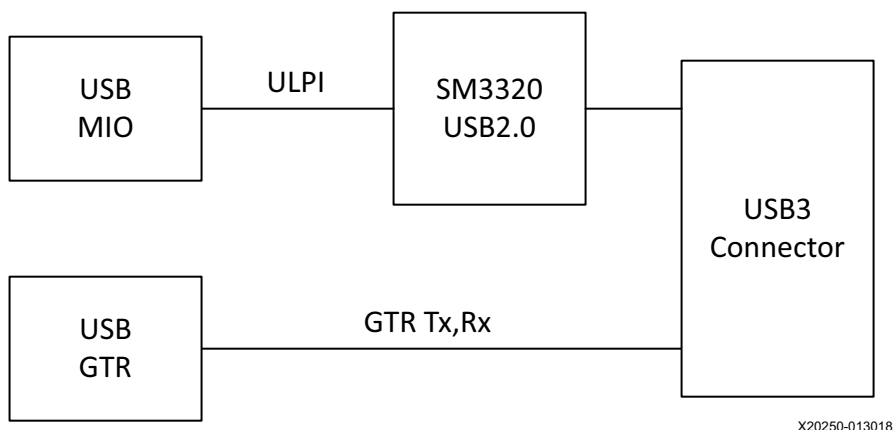 USB
MIO
ULPI
SM3320
USB2.0
USB3
Connector
USB
GTR
GTR Tx,Rx
X20250-013018